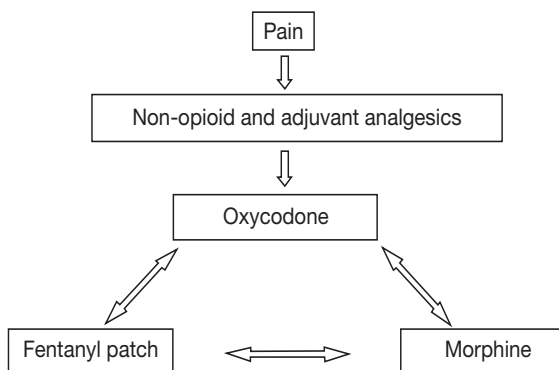 Pain
Non-opioid and adjuvant analgesics
Oxycodone
Fentanyl patch
Morphine